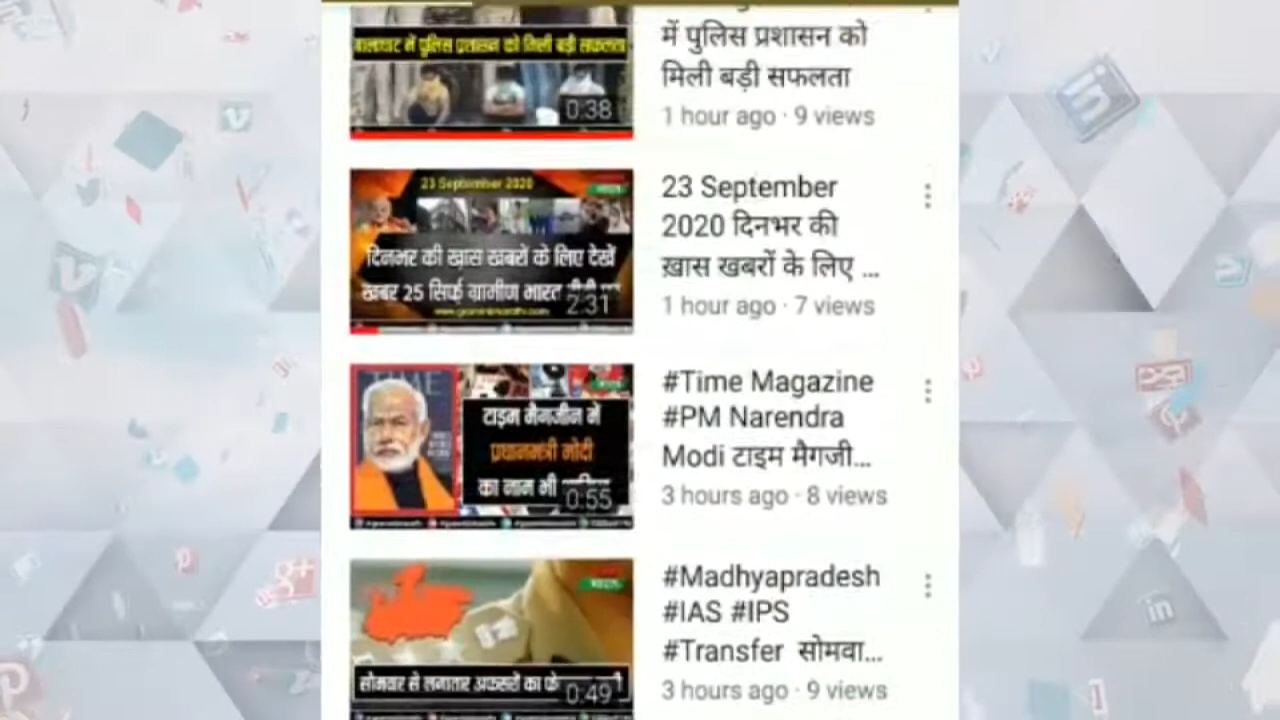 बालाघाट में पुलिस प्रशासन को मिली बड़ी सफलता
0:38
में पुलिस प्रशासन को
मिली बड़ी सफलता
1 hour ago · 9 views
23 September 2020
दिनभर की ख़ास खबरों के लिए देखें
खबर 25 सिर्फ ग्रामीण भारत
2:31
23 September
2020 दिनभर की
ख़ास खबरों के लिए ...
1 hour ago · 7 views
TIME
टाइम मैगजीन में
प्रधानमंत्री मोदी
का नाम भी
0:55
#Time Magazine
#PM Narendra
Modi टाइम मैगजी...
3 hours ago · 8 views
सोमवार से लगातार अफसरों का
0:49
#Madhyapradesh
#IAS #IPS
#Transfer सोमवा...
3 hours ago · 9 views